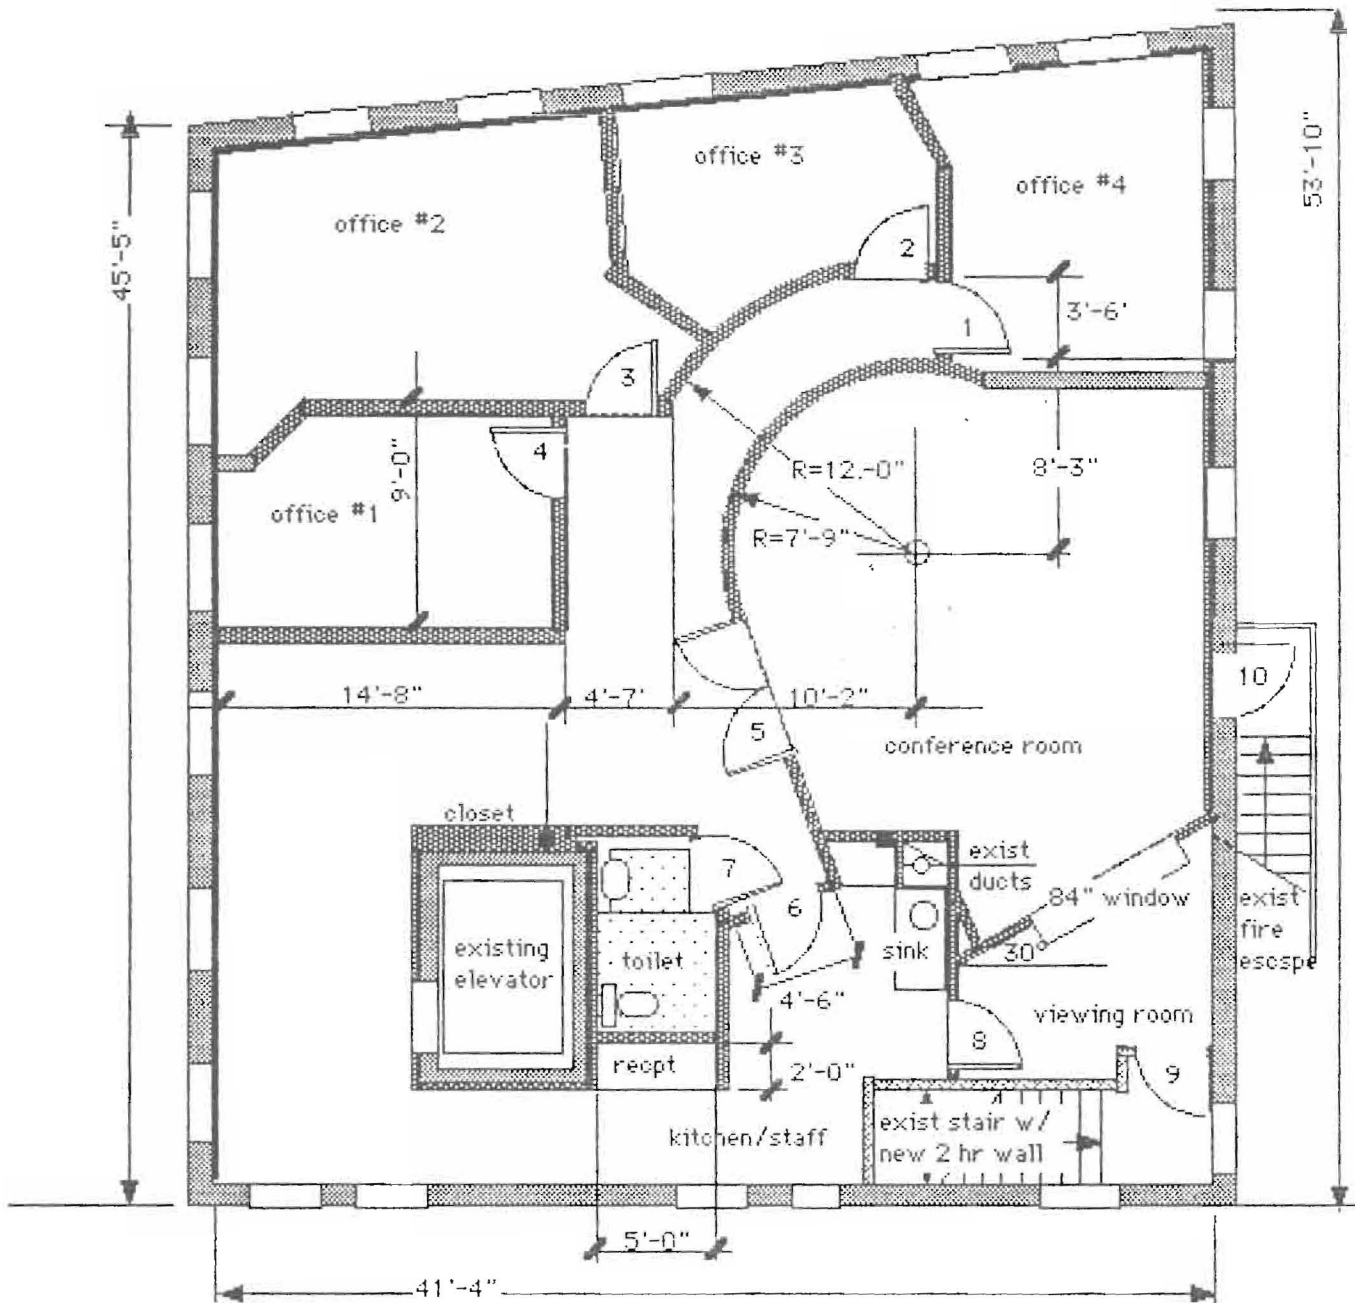 office #3
office #4
office #2
53'-10"
45'-5"
2
3'-6'
1
3
4
9'-0"
R=12.-0"
8'-3"
office #1
R=7'-9"
10
14'-8"
4'-7'
10'-2"
5
conference room
closet
exist
ducts
7
84" window
6
exist
fire
esospe
existing
elevator
toilet
sink
30°
4'-6"
viewing room
8
reopt
2'-0"
9
kitchen/staff
exist stair w/
new 2 hr wall
5'-0"
41'-4"